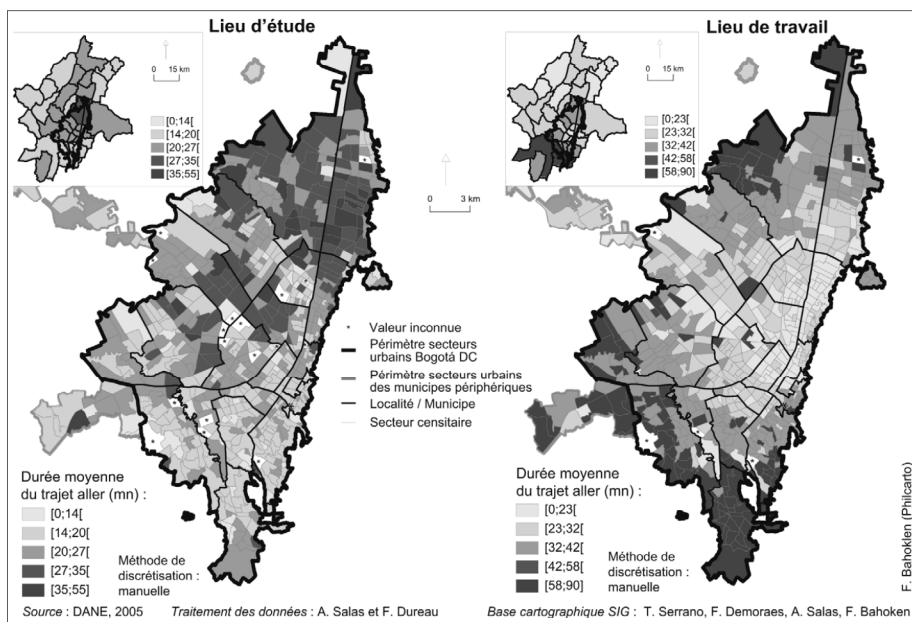 Lieu d'étude
0 15 km
[0;14[
[14;20[
[20;27[
[27;35[
[35;55[
Lieu de travail
0 15 km
[0;23[
[23;32[
[32;42[
[42;58[
[58;90[
0 3 km
* Valeur inconnue
Périmètre secteurs
urbains Bogotá DC
Périmètre secteurs urbains
des municipes périphériques
Localité / Municipe
Secteur censitaire
Durée moyenne
du trajet aller (mn) :
[0;14[
[14;20[
[20;27[
[27;35[
[35;55[
Méthode de
discrétisation :
manuelle
Durée moyenne
du trajet aller (mn) :
[0;23[
[23;32[
[32;42[
[42;58[
[58;90[
Méthode de
discrétisation :
manuelle
F. Bahoklen (Philcarto)
Source : DANE, 2005 Traitement des données : A. Salas et F. Dureau Base cartographique SIG : T. Serrano, F. Demoraes, A. Salas, F. Bahoken